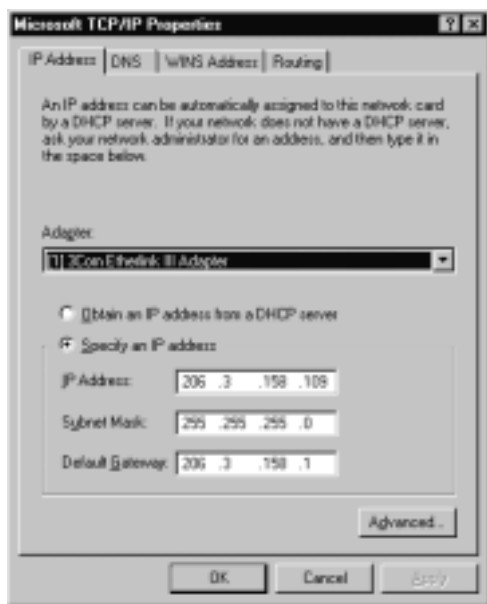 Microsoft TCP/IP Properties
IP Address DNS WINS Address Routing
An IP address can be automatically assigned to this network card
by a DHCP server. If your network does not have a DHCP server,
ask your network administrator for an address, and then type it in
the space below.
Adapter:
[1] 3Com Etherlink III Adapter
Obtain an IP address from a DHCP server
Specify an IP address
IP Address: 206 .3 .158 .109
Subnet Mask: 255 .255 .255 .0
Default Gateway: 206 .3 .158 .1
Advanced...
OK Cancel Apply